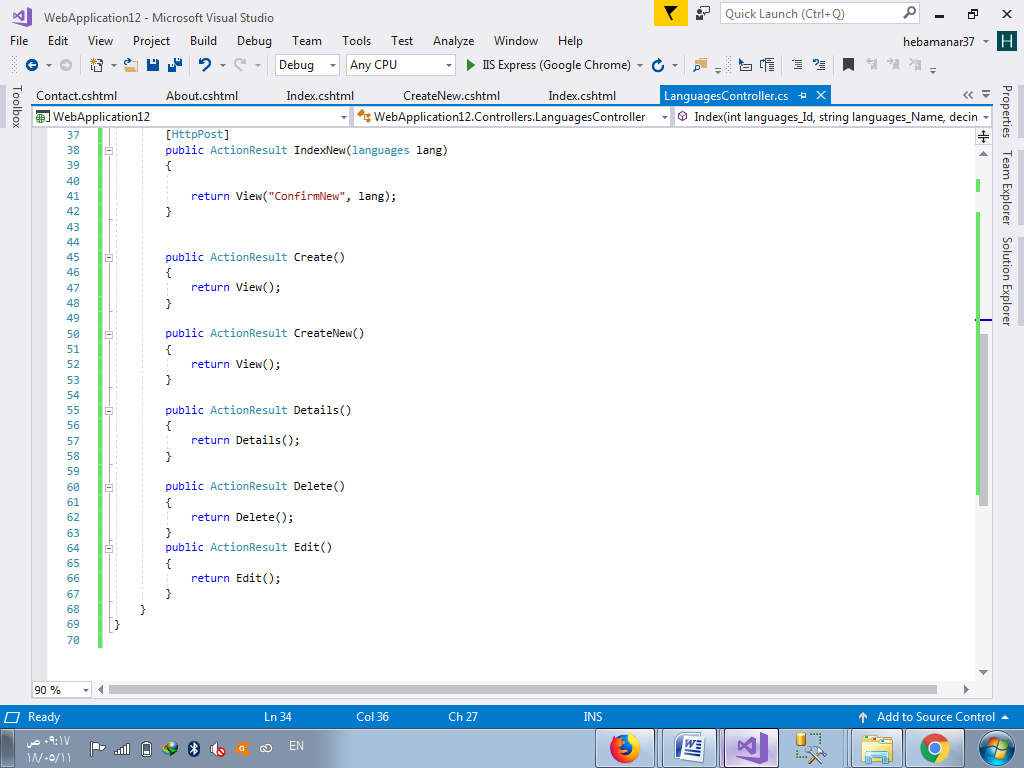 WebApplication12 - Microsoft Visual Studio
Quick Launch (Ctrl+Q)
File Edit View Project Build Debug Team Tools Test Analyze Window Help
hebamanar37 H
Debug Any CPU IIS Express (Google Chrome)
Toolbox
Contact.cshtml About.cshtml Index.cshtml CreateNew.cshtml Index.cshtml LanguagesController.cs
WebApplication12 WebApplication12.Controllers.LanguagesController Index(int languages_Id, string languages_Name, decin
37 [HttpPost]
38 public ActionResult IndexNew(languages lang)
39 {
40
41 return View("ConfirmNew", lang);
42 }
43
44
45 public ActionResult Create()
46 {
47 return View();
48 }
49
50 public ActionResult CreateNew()
51 {
52 return View();
53 }
54
55 public ActionResult Details()
56 {
57 return Details();
58 }
59
60 public ActionResult Delete()
61 {
62 return Delete();
63 }
64 public ActionResult Edit()
65 {
66 return Edit();
67 }
68 }
69 }
70
Properties
Team Explorer
Solution Explorer
90 %
Ready Ln 34 Col 36 Ch 27 INS Add to Source Control
٠٩:١٧ ص
١٨/٠٥/١١
EN